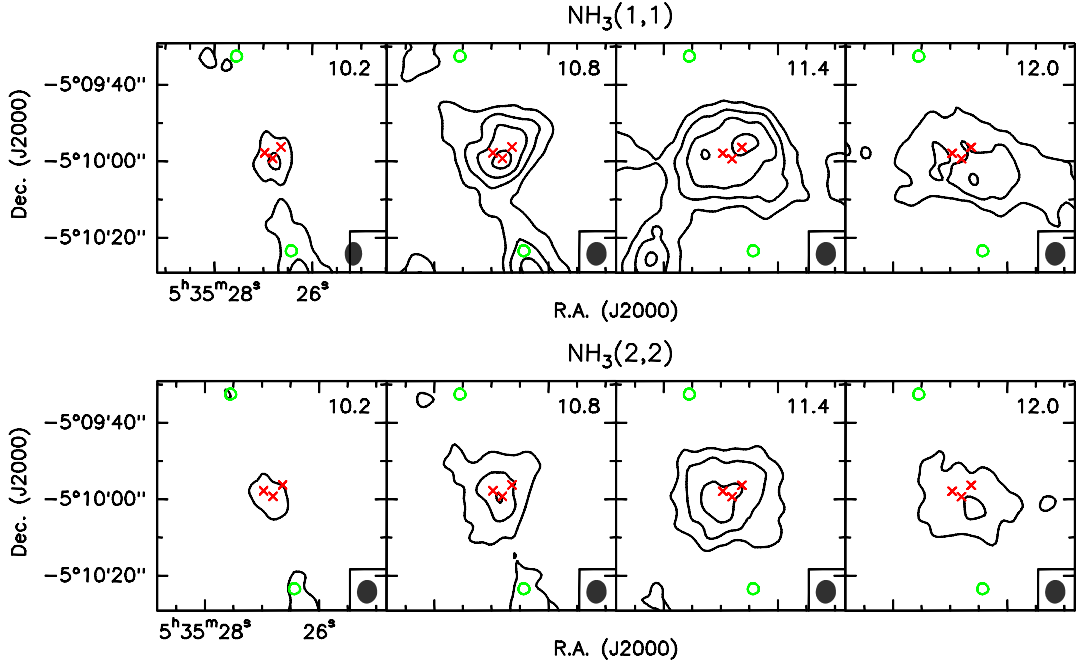 NH₃(1,1)
10.2 10.8 11.4 12.0
−5°09'40"
−5°10'00"
−5°10'20"
Dec. (J2000)
5ʰ35ᵐ28ˢ 26ˢ
R.A. (J2000)
NH₃(2,2)
10.2 10.8 11.4 12.0
−5°09'40"
−5°10'00"
−5°10'20"
Dec. (J2000)
5ʰ35ᵐ28ˢ 26ˢ
R.A. (J2000)